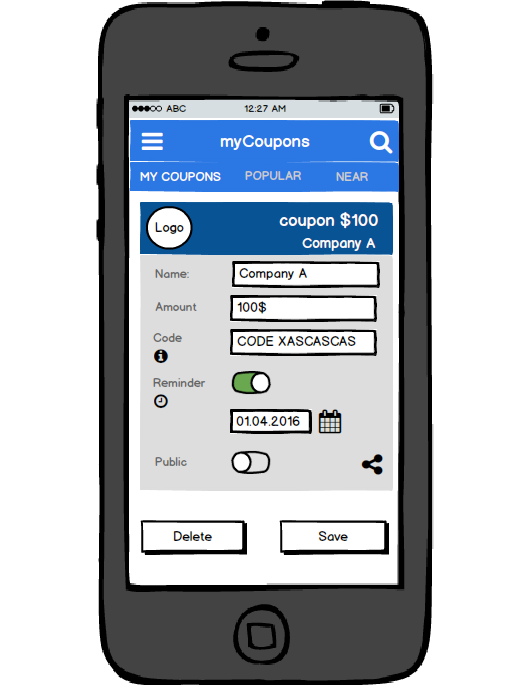 ABC 12:27 AM
myCoupons
MY COUPONS POPULAR NEAR
Logo coupon $100
Company A
Name: Company A
Amount 100$
Code CODE XASCASCAS
Reminder
01.04.2016
Public
Delete Save